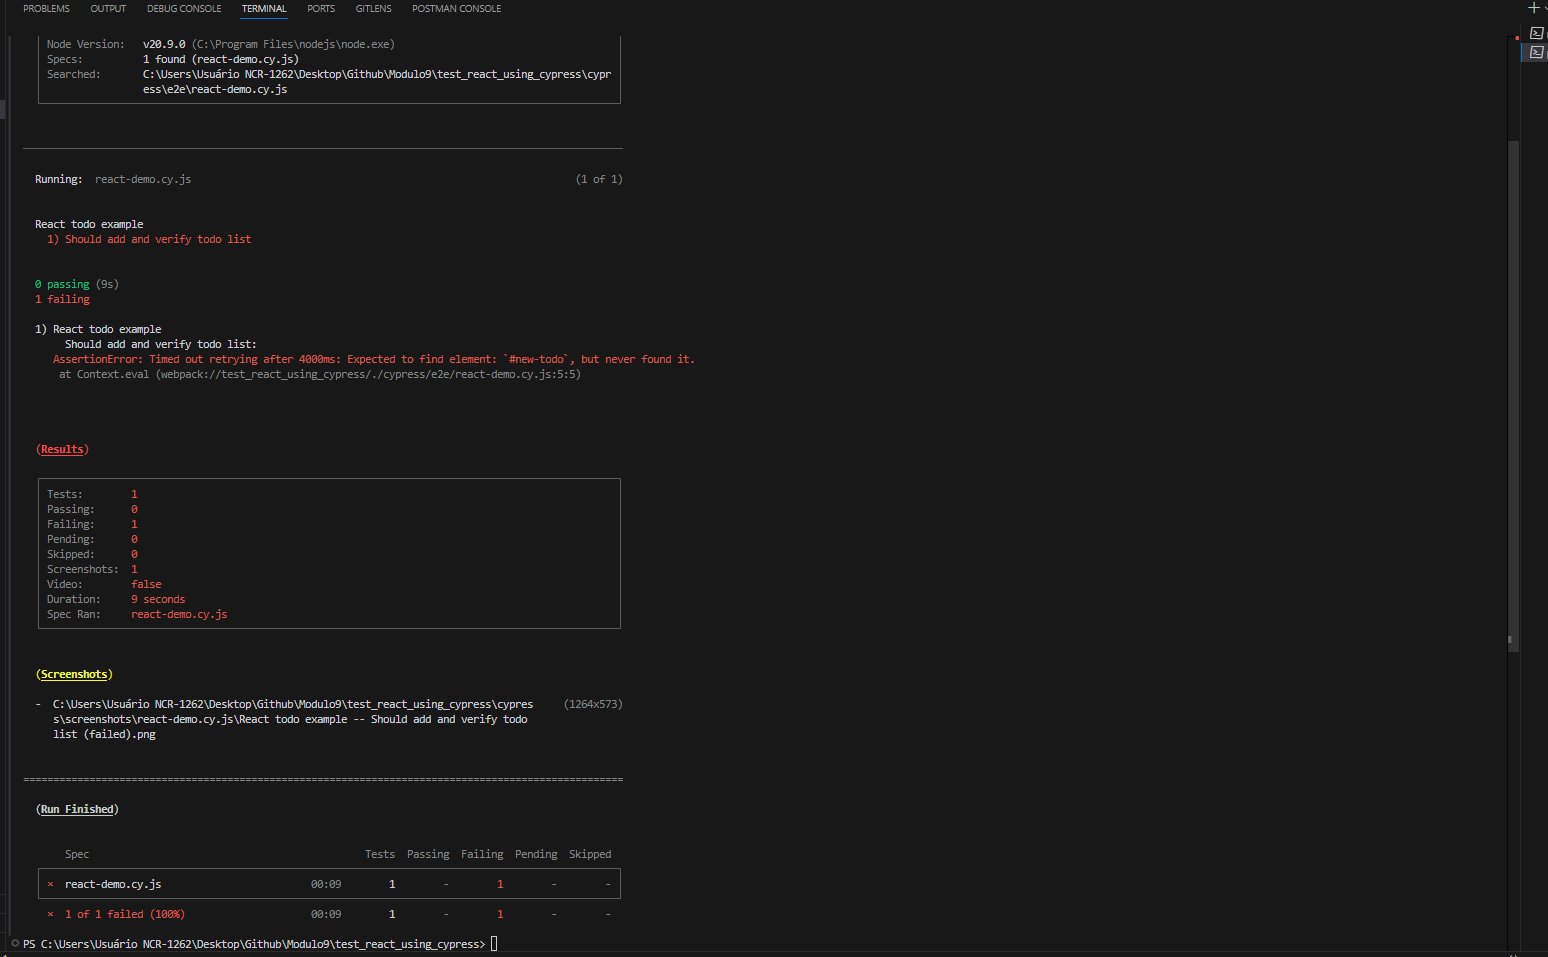 PROBLEMS OUTPUT DEBUG CONSOLE TERMINAL PORTS GITLENS POSTMAN CONSOLE
Node Version: v20.9.0 (C:\Program Files\nodejs\node.exe)
Specs: 1 found (react-demo.cy.js)
Searched: C:\Users\Usuário NCR-1262\Desktop\Github\Modulo9\test_react_using_cypress\cypr
ess\e2e\react-demo.cy.js
Running: react-demo.cy.js (1 of 1)
React todo example
1) Should add and verify todo list
0 passing (9s)
1 failing
1) React todo example
Should add and verify todo list:
AssertionError: Timed out retrying after 4000ms: Expected to find element: `#new-todo`, but never found it.
at Context.eval (webpack://test_react_using_cypress/./cypress/e2e/react-demo.cy.js:5:5)
(Results)
Tests: 1
Passing: 0
Failing: 1
Pending: 0
Skipped: 0
Screenshots: 1
Video: false
Duration: 9 seconds
Spec Ran: react-demo.cy.js
(Screenshots)
- C:\Users\Usuário NCR-1262\Desktop\Github\Modulo9\test_react_using_cypress\cypres (1264x573)
s\screenshots\react-demo.cy.js\React todo example -- Should add and verify todo
list (failed).png
====================================================================================================
(Run Finished)
Spec Tests Passing Failing Pending Skipped
× react-demo.cy.js 00:09 1 - 1 - -
× 1 of 1 failed (100%) 00:09 1 - 1 - -
PS C:\Users\Usuário NCR-1262\Desktop\Github\Modulo9\test_react_using_cypress>